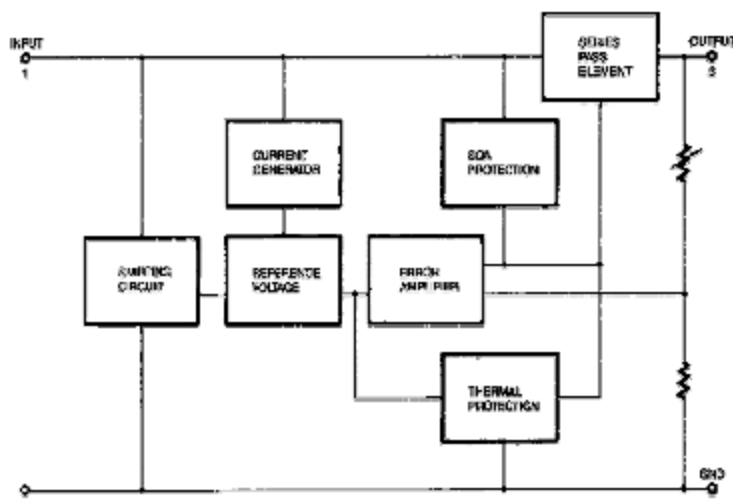 INPUT
1
SERIES
PASS
ELEMENT
OUTPUT
3
CURRENT
GENERATOR
SOA
PROTECTION
STARTING
CIRCUIT
REFERENCE
VOLTAGE
ERROR
AMPLIFIER
THERMAL
PROTECTION
GND